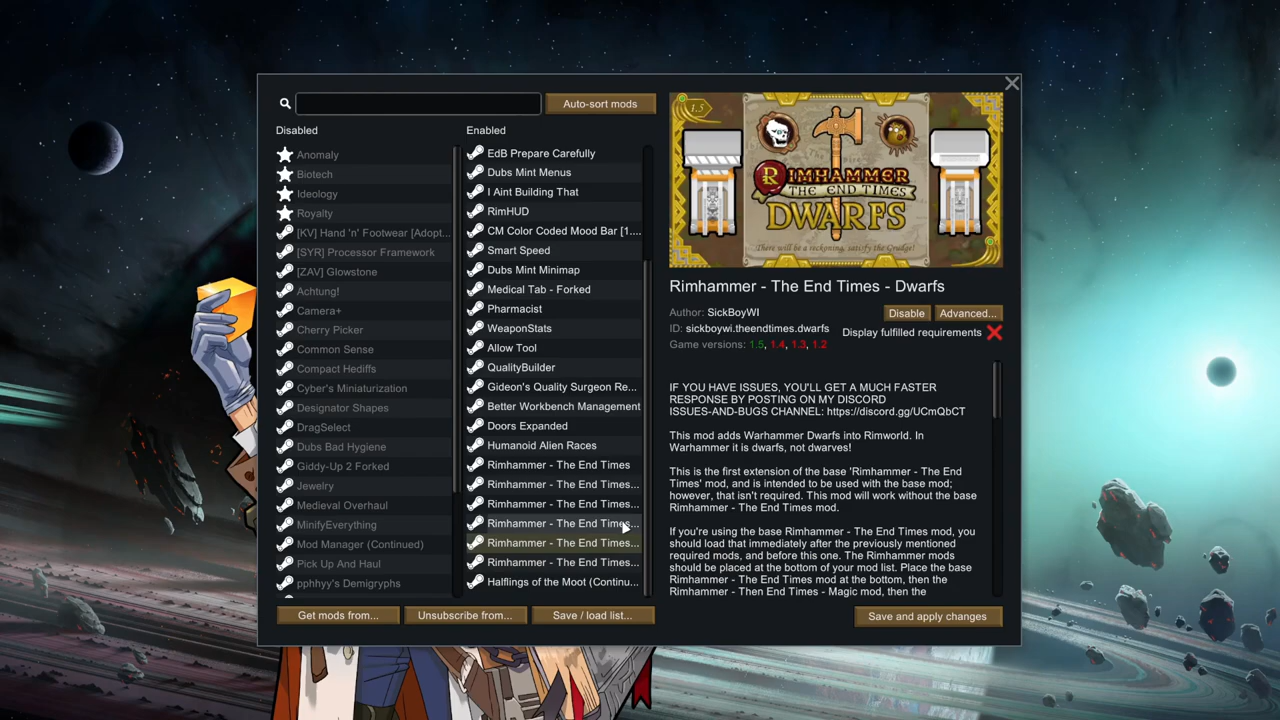 Auto-sort mods
Disabled
Anomaly
Biotech
Ideology
Royalty
[KV] Hand 'n' Footwear [Adopt...
[SYR] Processor Framework
[ZAV] Glowstone
Achtung!
Camera+
Cherry Picker
Common Sense
Compact Hediffs
Cyber's Miniaturization
Designator Shapes
DragSelect
Dubs Bad Hygiene
Giddy-Up 2 Forked
Jewelry
Medieval Overhaul
MinifyEverything
Mod Manager (Continued)
Pick Up And Haul
pphhyy's Demigryphs
Enabled
EdB Prepare Carefully
Dubs Mint Menus
I Aint Building That
RimHUD
CM Color Coded Mood Bar [1....
Smart Speed
Dubs Mint Minimap
Medical Tab - Forked
Pharmacist
WeaponStats
Allow Tool
QualityBuilder
Gideon's Quality Surgeon Re...
Better Workbench Management
Doors Expanded
Humanoid Alien Races
Rimhammer - The End Times
Rimhammer - The End Times...
Rimhammer - The End Times...
Rimhammer - The End Times...
Rimhammer - The End Times...
Rimhammer - The End Times...
Halflings of the Moot (Continu...
Get mods from...
Unsubscribe from...
Save / load list...
1.5
RIMHAMMER
THE END TIMES
DWARFS
There will be a reckoning, satisfy the Grudge!
Rimhammer - The End Times - Dwarfs
Author: SickBoyWI
ID: sickboywi.theendtimes.dwarfs
Game versions: 1.5, 1.4, 1.3, 1.2
Disable
Advanced...
Display fulfilled requirements
IF YOU HAVE ISSUES, YOU'LL GET A MUCH FASTER
RESPONSE BY POSTING ON MY DISCORD
ISSUES-AND-BUGS CHANNEL: https://discord.gg/UCmQbCT
This mod adds Warhammer Dwarfs into Rimworld. In
Warhammer it is dwarfs, not dwarves!
This is the first extension of the base 'Rimhammer - The End
Times' mod, and is intended to be used with the base mod;
however, that isn't required. This mod will work without the base
Rimhammer - The End Times mod.
If you're using the base Rimhammer - The End Times mod, you
should load that immediately after the previously mentioned
required mods, and before this one. The Rimhammer mods
should be placed at the bottom of your mod list. Place the base
Rimhammer - The End Times mod at the bottom, then the
Rimhammer - Then End Times - Magic mod, then the
Save and apply changes